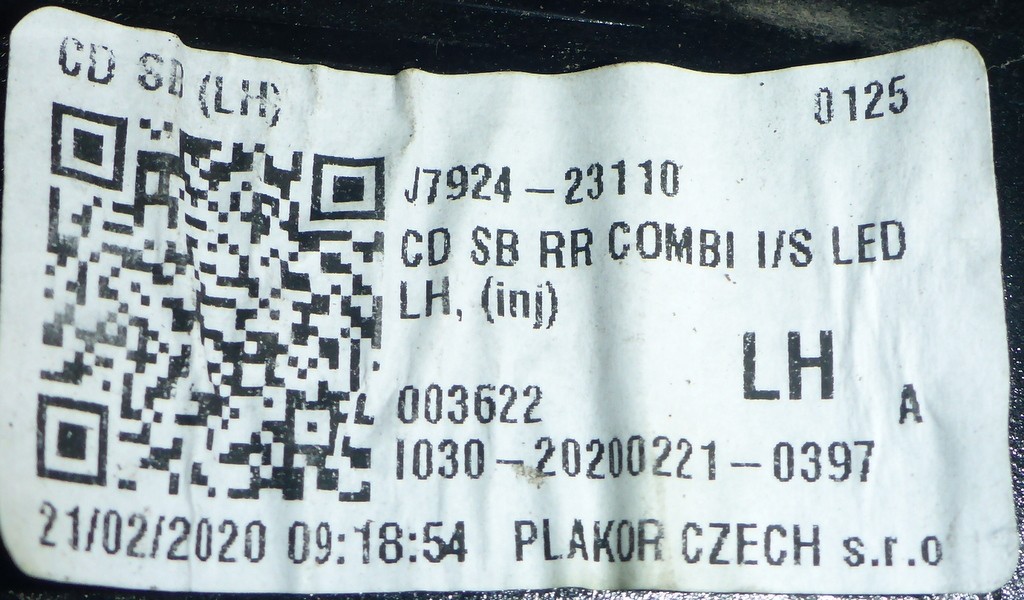 CD SB (LH)
0125
J7924-23110
CD SB RR COMBI I/S LED
LH, (inj)
LH
A
003622
I030-20200221-0397
21/02/2020 09:18:54 PLAKOR CZECH s.r.o